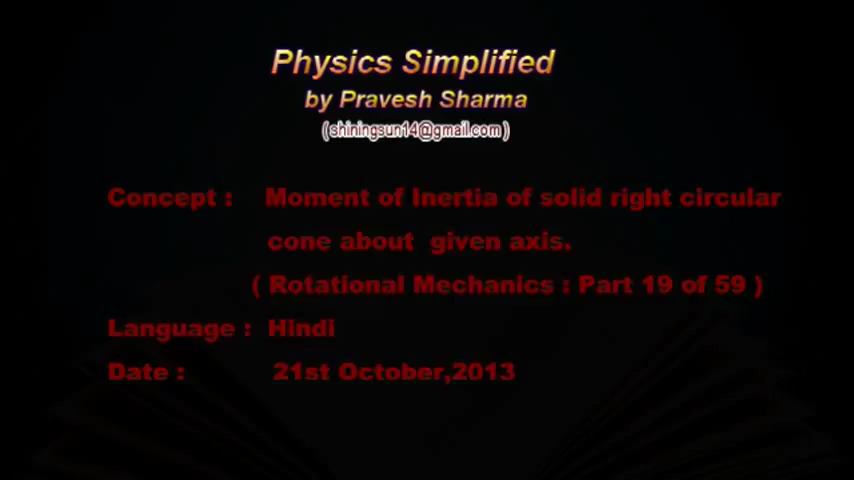 Physics Simplified
by Pravesh Sharma
(shiningsun14@gmail.com)
Concept : Moment of Inertia of solid right circular
cone about given axis.
( Rotational Mechanics : Part 19 of 59 )
Language : Hindi
Date : 21st October,2013